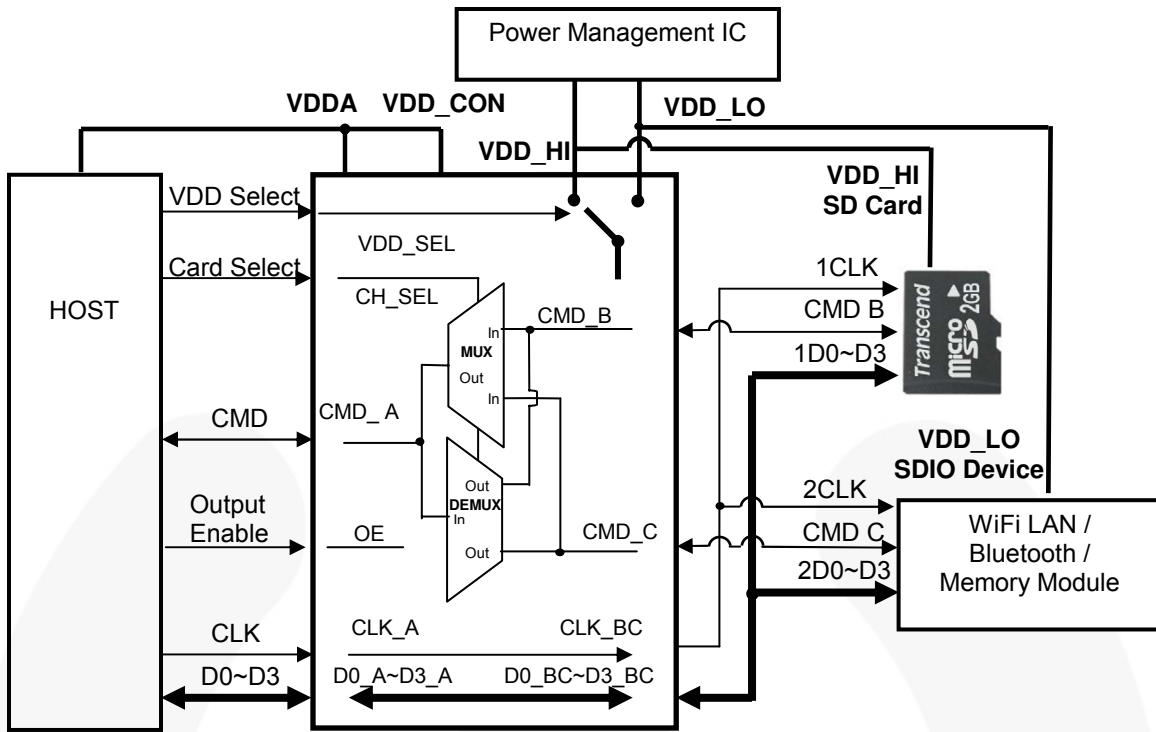 Power Management IC
VDDA
VDD_CON
VDD_LO
VDD_HI
VDD_HI
SD Card
HOST
VDD Select
VDD_SEL
Card Select
CH_SEL
1CLK
CMD B
1D0~D3
Transcend
micro
SD
2GB
In
CMD_B
MUX
Out
In
CMD_ A
CMD
Out
DEMUX
In
Out
CMD_C
Output
Enable
OE
VDD_LO
SDIO Device
2CLK
CMD C
2D0~D3
WiFi LAN /
Bluetooth /
Memory Module
CLK
CLK_A
CLK_BC
D0~D3
D0_A~D3_A
D0_BC~D3_BC